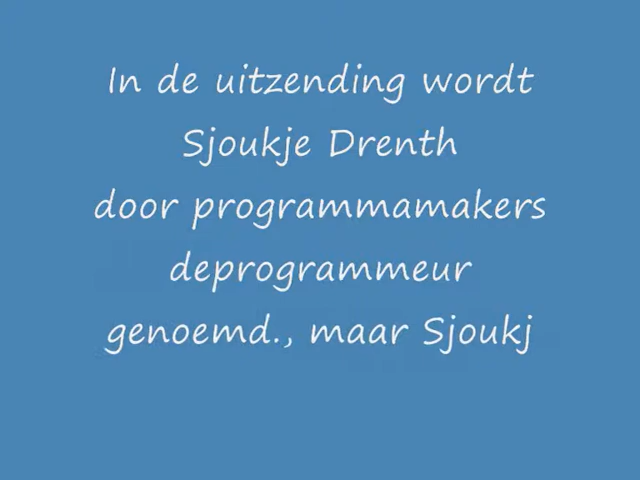 In de uitzending wordt
Sjoukje Drenth
door programmamakers
deprogrammeur
genoemd., maar Sjoukj